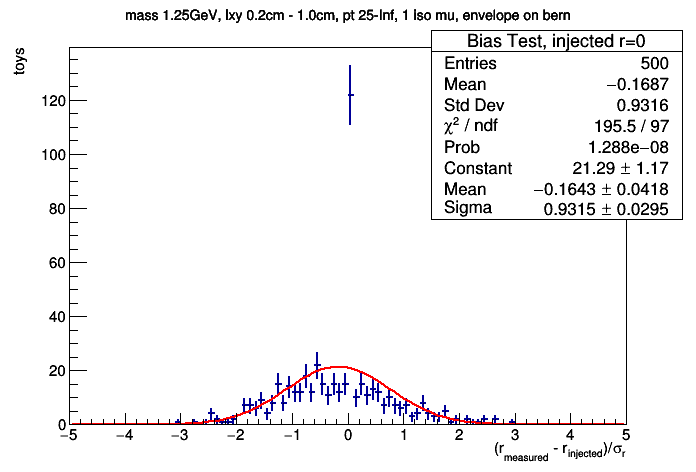 mass 1.25GeV, lxy 0.2cm - 1.0cm, pt 25-Inf, 1 Iso mu, envelope on bern
Bias Test, injected r=0
Entries 500
Mean −0.1687
Std Dev 0.9316
χ² / ndf 195.5 / 97
Prob 1.288e−08
Constant 21.29 ± 1.17
Mean −0.1643 ± 0.0418
Sigma 0.9315 ± 0.0295
toys
120
100
80
60
40
20
0
−5 −4 −3 −2 −1 0 1 2 3 4 5
(r_measured - r_injected)/σ_r